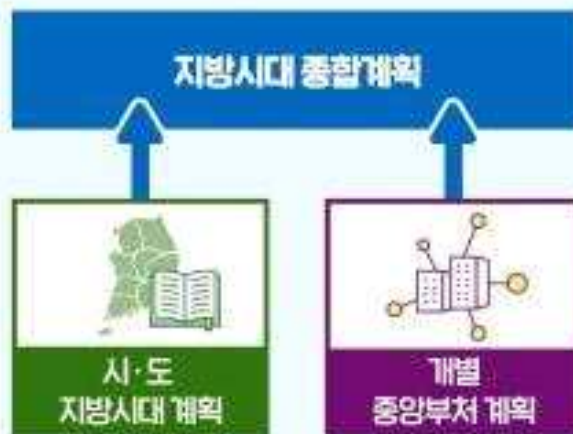 지방시대 종합계획
시·도
지방시대 계획
개별
중앙부처 계획